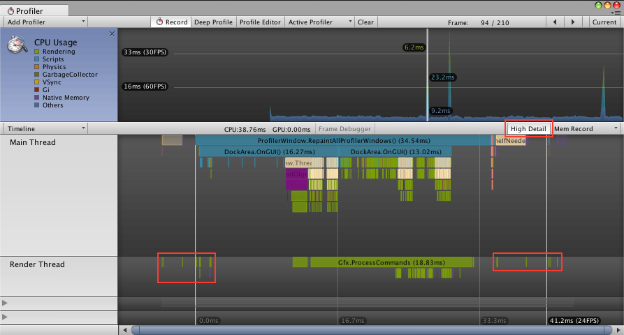 Profiler
Add Profiler Record Deep Profile Profile Editor Active Profiler Clear Frame: 94 / 210 Current
CPU Usage
Rendering
Scripts
Physics
GarbageCollector
VSync
Gi
Native Memory
Others
33ms (30FPS)
16ms (60FPS)
6.2ms
23.2ms
0.2ms
Timeline CPU:38.76ms GPU:0.00ms Frame Debugger High Detail Mem Record
Main Thread
ProfilerWindow.RepaintAllProfilerWindows() (34.54ms)
DockArea.OnGUI() (16.27ms) DockArea.OnGUI() (13.02ms)
Render Thread
Gfx.ProcessCommands (18.83ms)
0.0ms 16.7ms 33.3ms 41.2ms (24FPS)